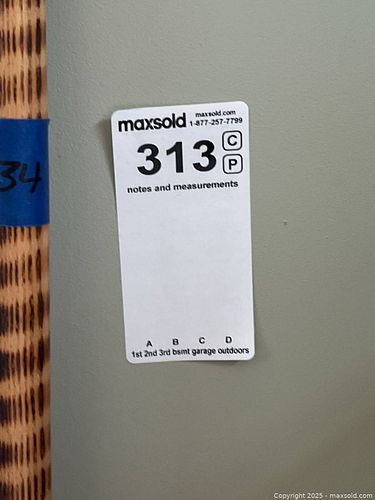 34
maxsold
maxsold.com
1-877-257-7799
313
C
P
notes and measurements
A B C D
1st 2nd 3rd bsmt garage outdoors
Copyright 2025 - maxsold.com